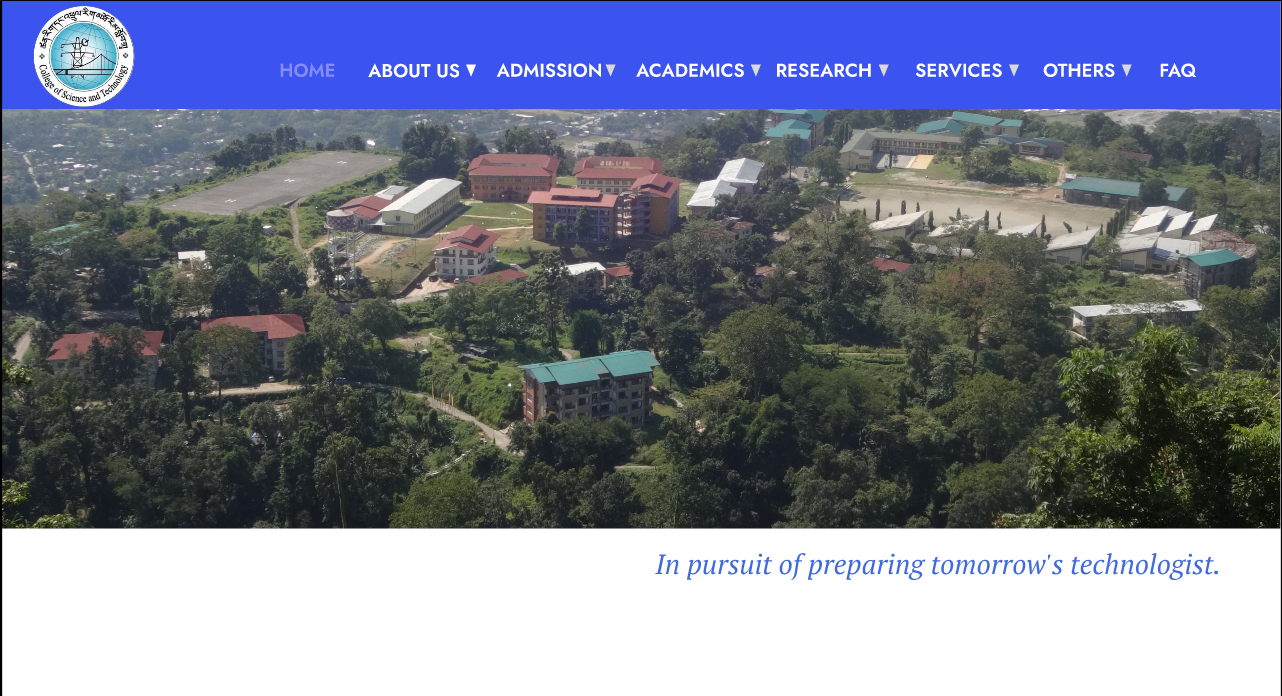 College of Science and Technology
HOME ABOUT US ▼ ADMISSION ▼ ACADEMICS ▼ RESEARCH ▼ SERVICES ▼ OTHERS ▼ FAQ
In pursuit of preparing tomorrow's technologist.